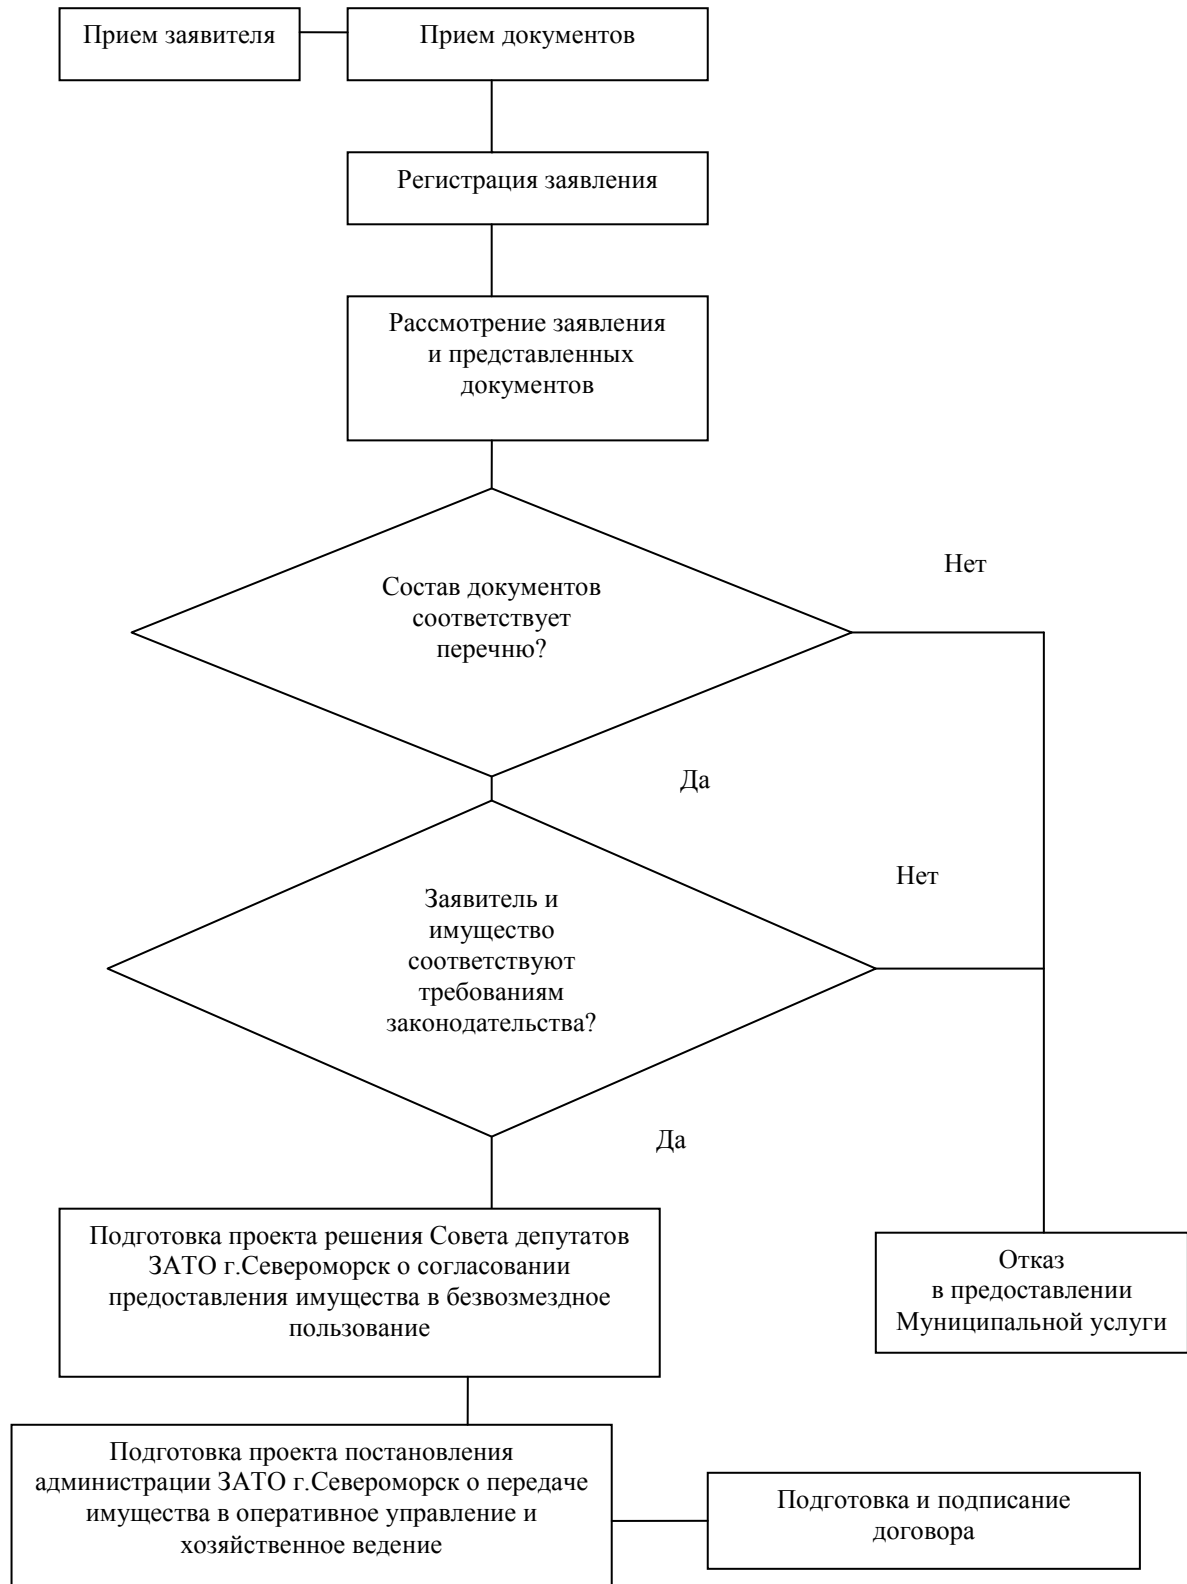 Прием заявителя
Прием документов
Регистрация заявления
Рассмотрение заявления
и представленных
документов
Нет
Состав документов
соответствует
перечню?
Да
Нет
Заявитель и
имущество
соответствуют
требованиям
законодательства?
Да
Подготовка проекта решения Совета депутатов
ЗАТО г.Североморск о согласовании
предоставления имущества в безвозмездное
пользование
Отказ
в предоставлении
Муниципальной услуги
Подготовка проекта постановления
администрации ЗАТО г.Североморск о передаче
имущества в оперативное управление и
хозяйственное ведение
Подготовка и подписание
договора